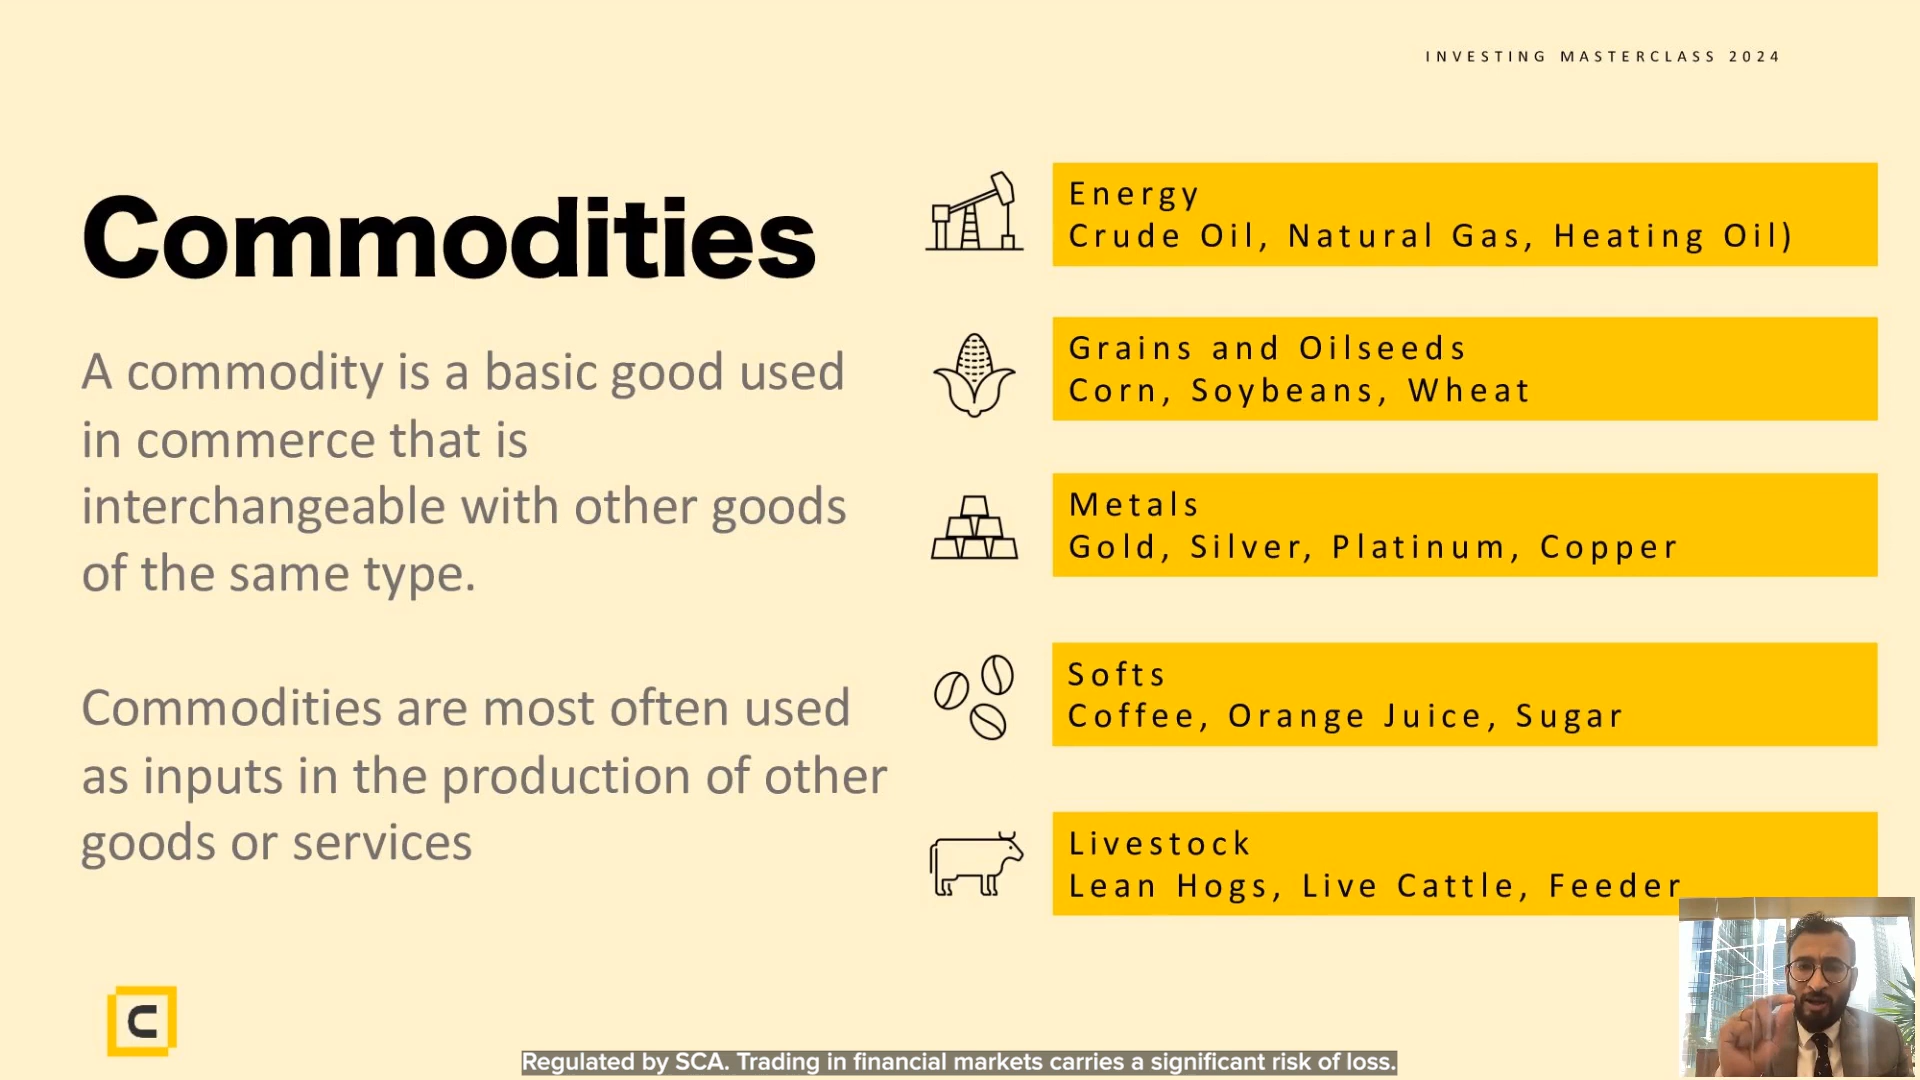 INVESTING MASTERCLASS 2024
Commodities
A commodity is a basic good used
in commerce that is
interchangeable with other goods
of the same type.
Commodities are most often used
as inputs in the production of other
goods or services
Energy
Crude Oil, Natural Gas, Heating Oil)
Grains and Oilseeds
Corn, Soybeans, Wheat
Metals
Gold, Silver, Platinum, Copper
Softs
Coffee, Orange Juice, Sugar
Livestock
Lean Hogs, Live Cattle, Feeder
C
Regulated by SCA. Trading in financial markets carries a significant risk of loss.